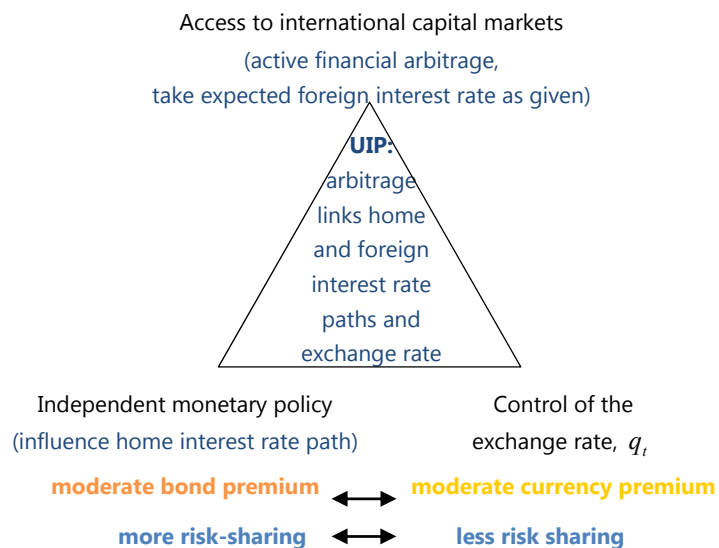 Access to international capital markets
(active financial arbitrage,
take expected foreign interest rate as given)
UIP:
arbitrage
links home
and foreign
interest rate
paths and
exchange rate
Independent monetary policy
(influence home interest rate path)
Control of the
exchange rate, qₜ
moderate bond premium
moderate currency premium
more risk-sharing
less risk sharing